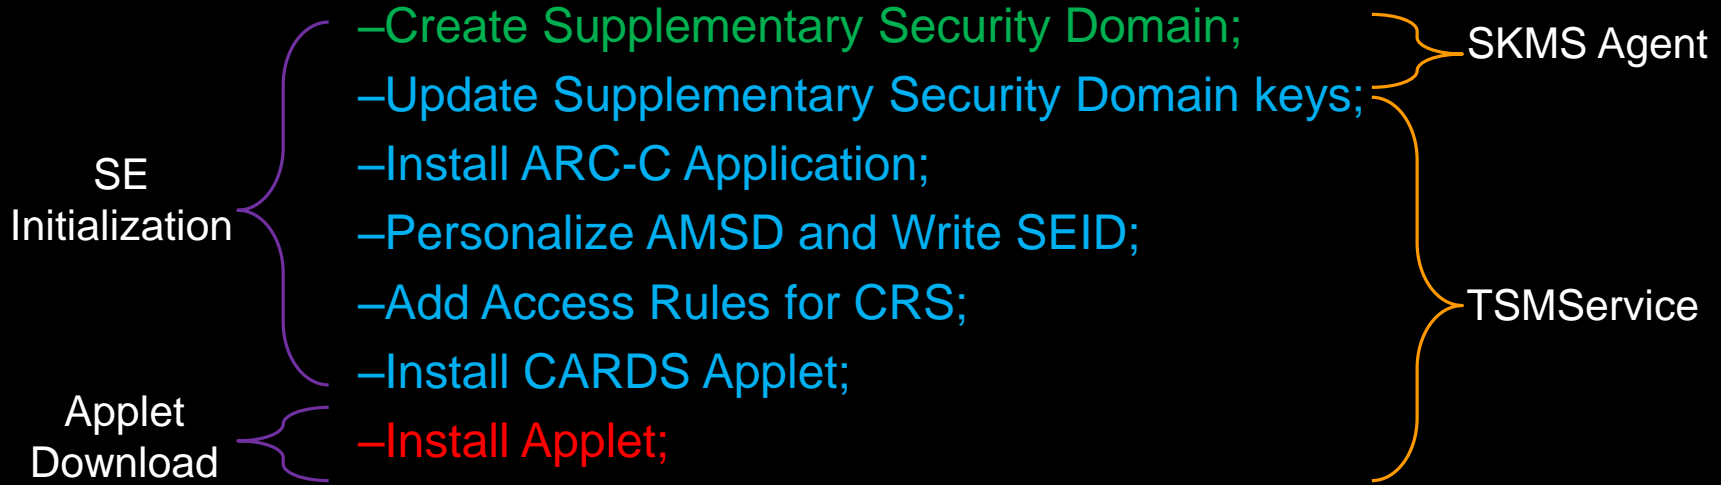 –Create Supplementary Security Domain;
SKMS Agent
–Update Supplementary Security Domain keys;
–Install ARC-C Application;
SE
Initialization
–Personalize AMSD and Write SEID;
–Add Access Rules for CRS;
TSMService
–Install CARDS Applet;
Applet
Download
–Install Applet;